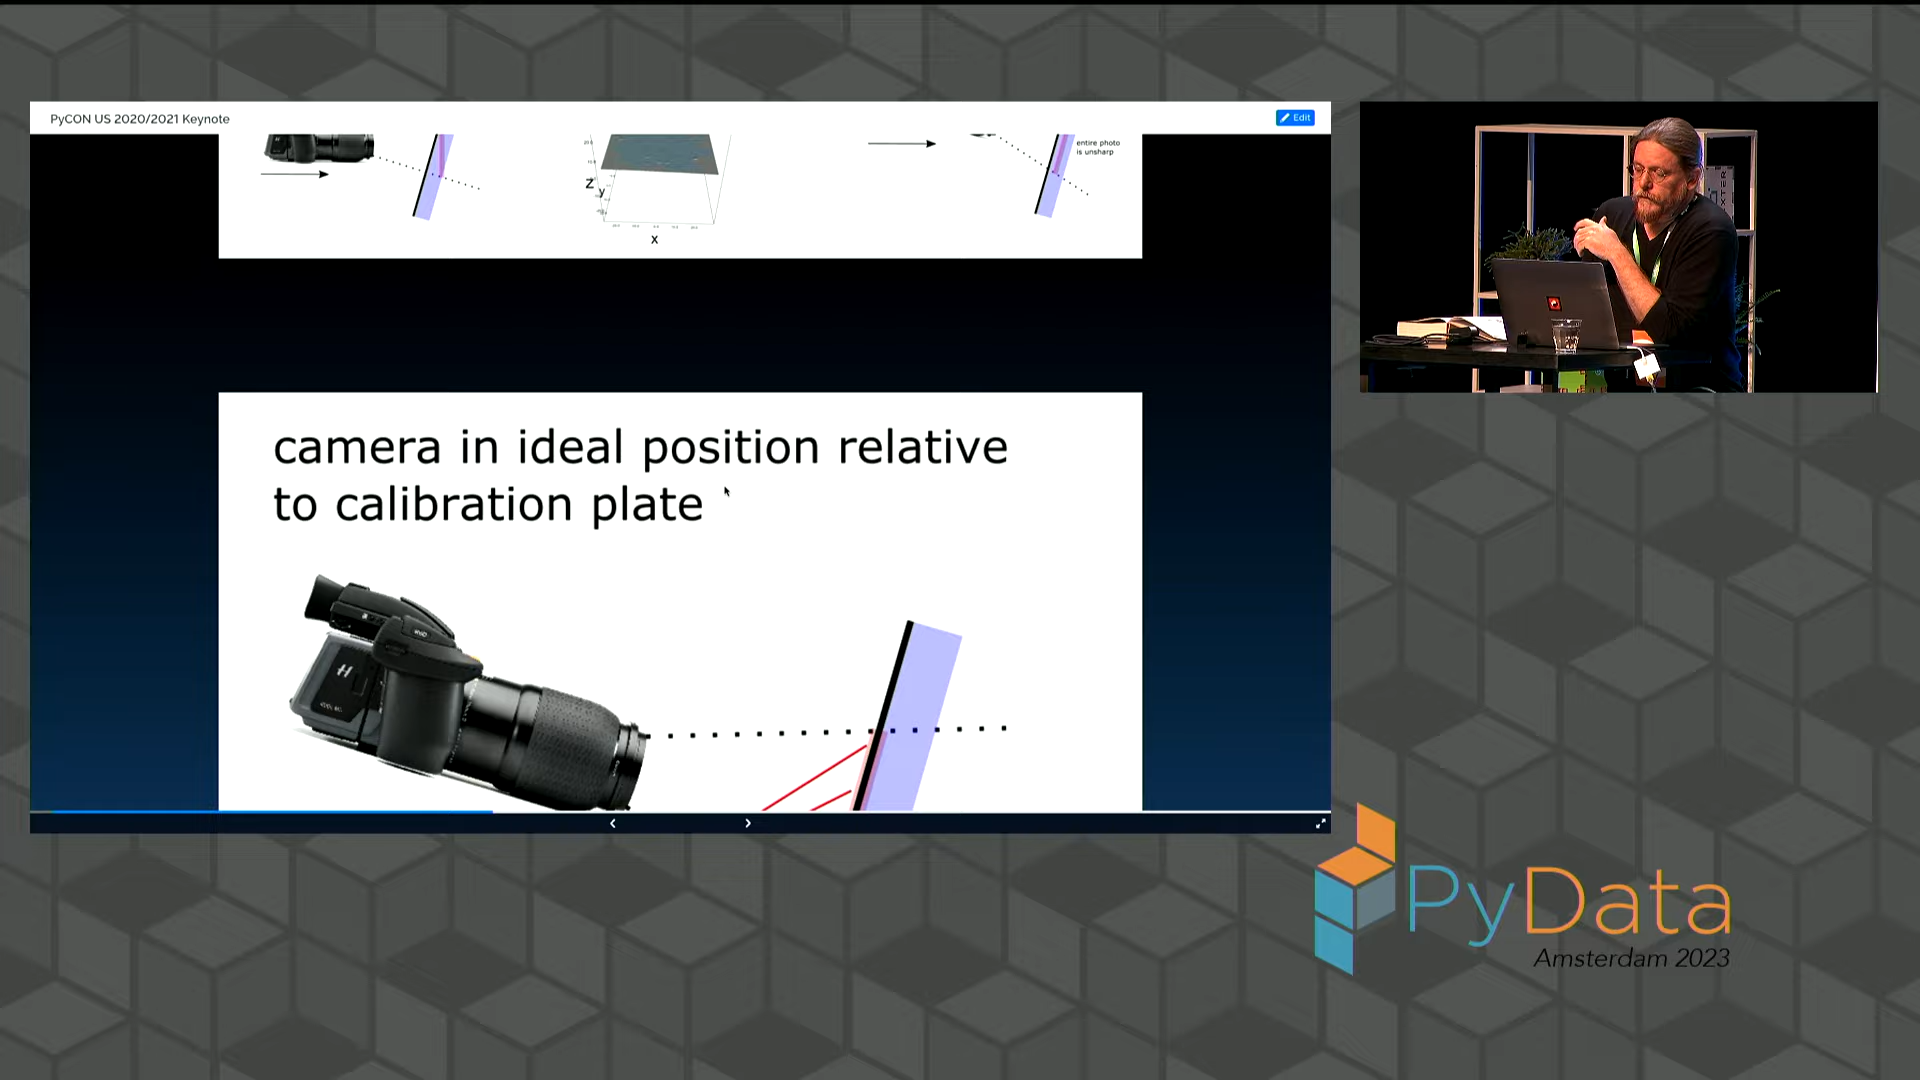 PyCON US 2020/2021 Keynote
Edit
entire photo
is unsharp
Z
y
x
camera in ideal position relative
to calibration plate
H
PyData
Amsterdam 2023